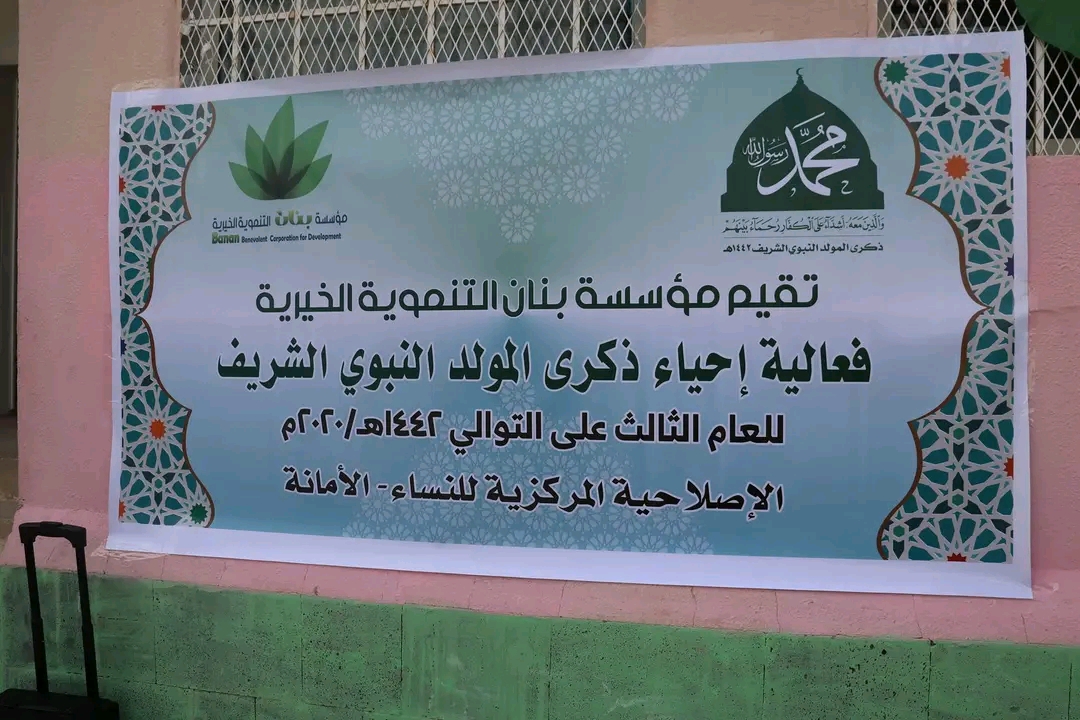 محمد رسول الله
والذين معه أشداء على الكفار رحماء بينهم
ذكرى المولد النبوي الشريف ١٤٤٢هـ
مؤسسة بنان التنموية الخيرية
Banan Benevolent Corporation for Development
تقيم مؤسسة بنان التنموية الخيرية
فعالية إحياء ذكرى المولد النبوي الشريف
للعام الثالث على التوالي ١٤٤٢هـ/٢٠٢٠م
الإصلاحية المركزية للنساء - الأمانة